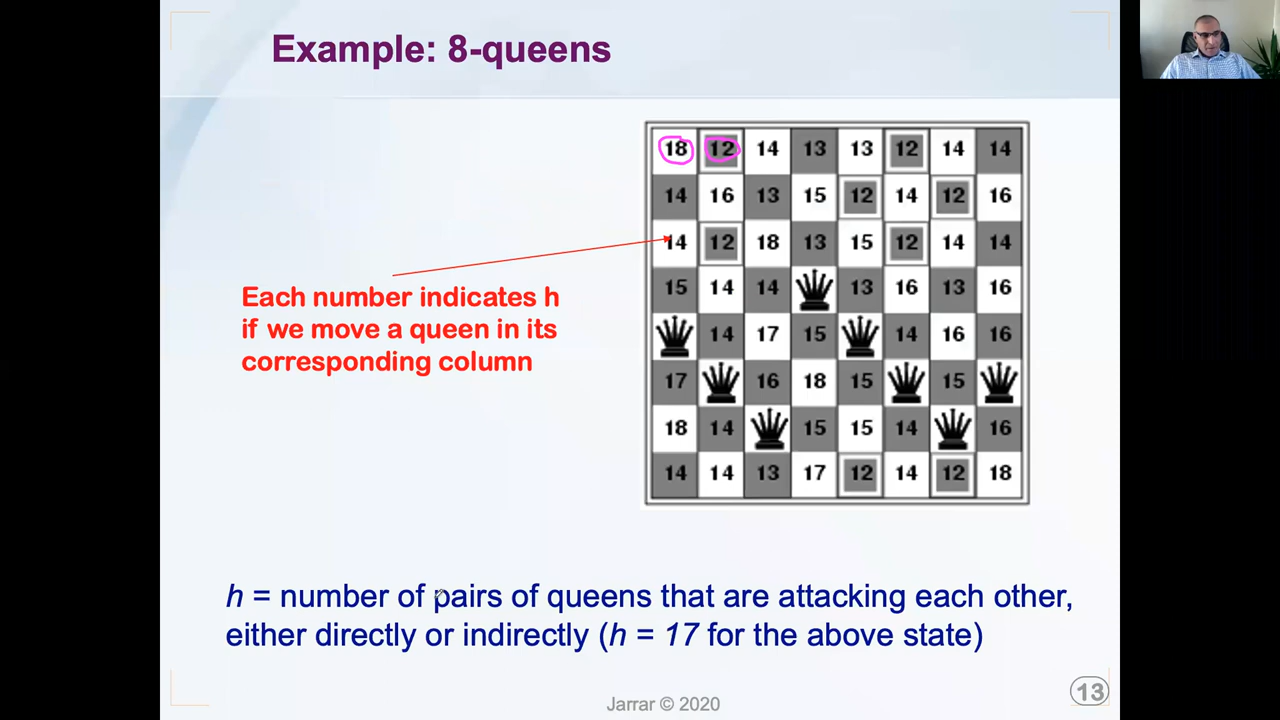 Example: 8-queens
18 12 14 13 13 12 14 14
14 16 13 15 12 14 12 16
14 12 18 13 15 12 14 14
15 14 14 13 16 13 16
14 17 15 14 16 16
17 16 18 15 15
18 14 15 15 14 16
14 14 13 17 12 14 12 18
Each number indicates h
if we move a queen in its
corresponding column
h = number of pairs of queens that are attacking each other,
either directly or indirectly (h = 17 for the above state)
Jarrar © 2020
13